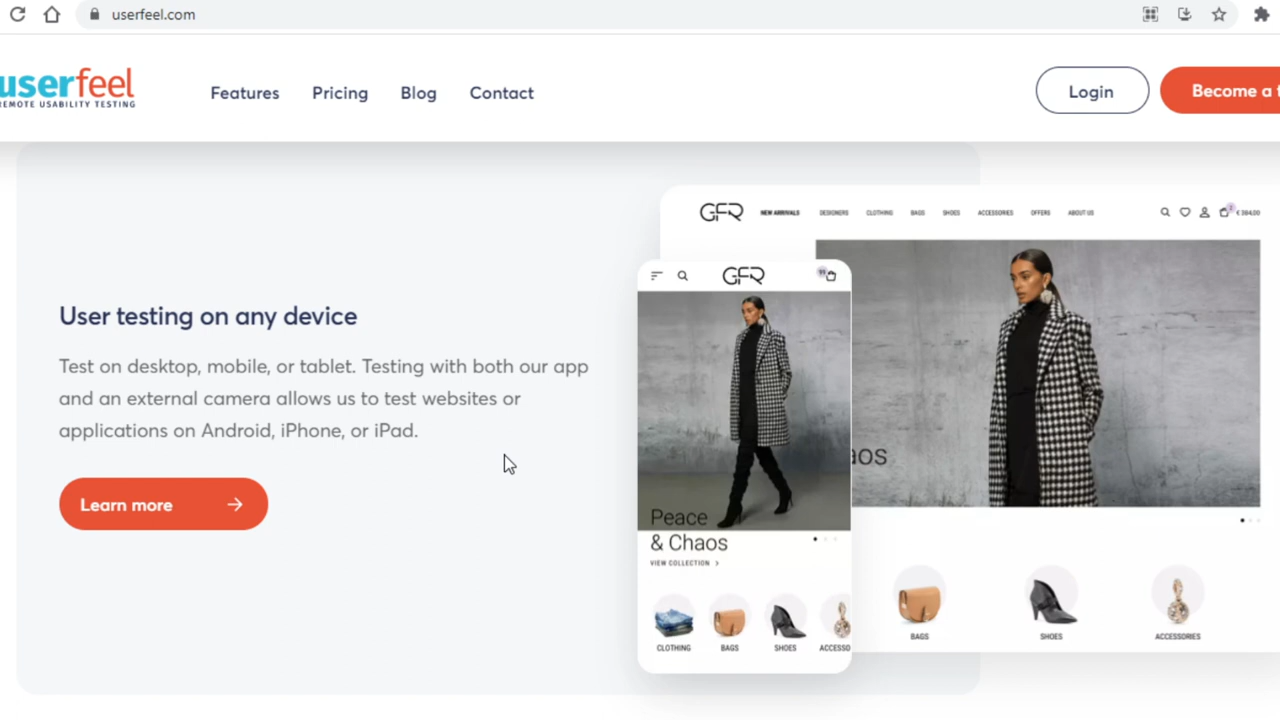 userfeel.com
userfeel
REMOTE USABILITY TESTING
Features
Pricing
Blog
Contact
Login
Become a t
User testing on any device
Test on desktop, mobile, or tablet. Testing with both our app
and an external camera allows us to test websites or
applications on Android, iPhone, or iPad.
Learn more
GFR
NEW ARRIVALS
DESIGNERS
CLOTHING
BAGS
SHOES
ACCESSORIES
OFFERS
ABOUT US
€ 384,00
aos
BAGS
SHOES
ACCESSORIES
GFR
Peace
& Chaos
VIEW COLLECTION
CLOTHING
BAGS
SHOES
ACCESSO